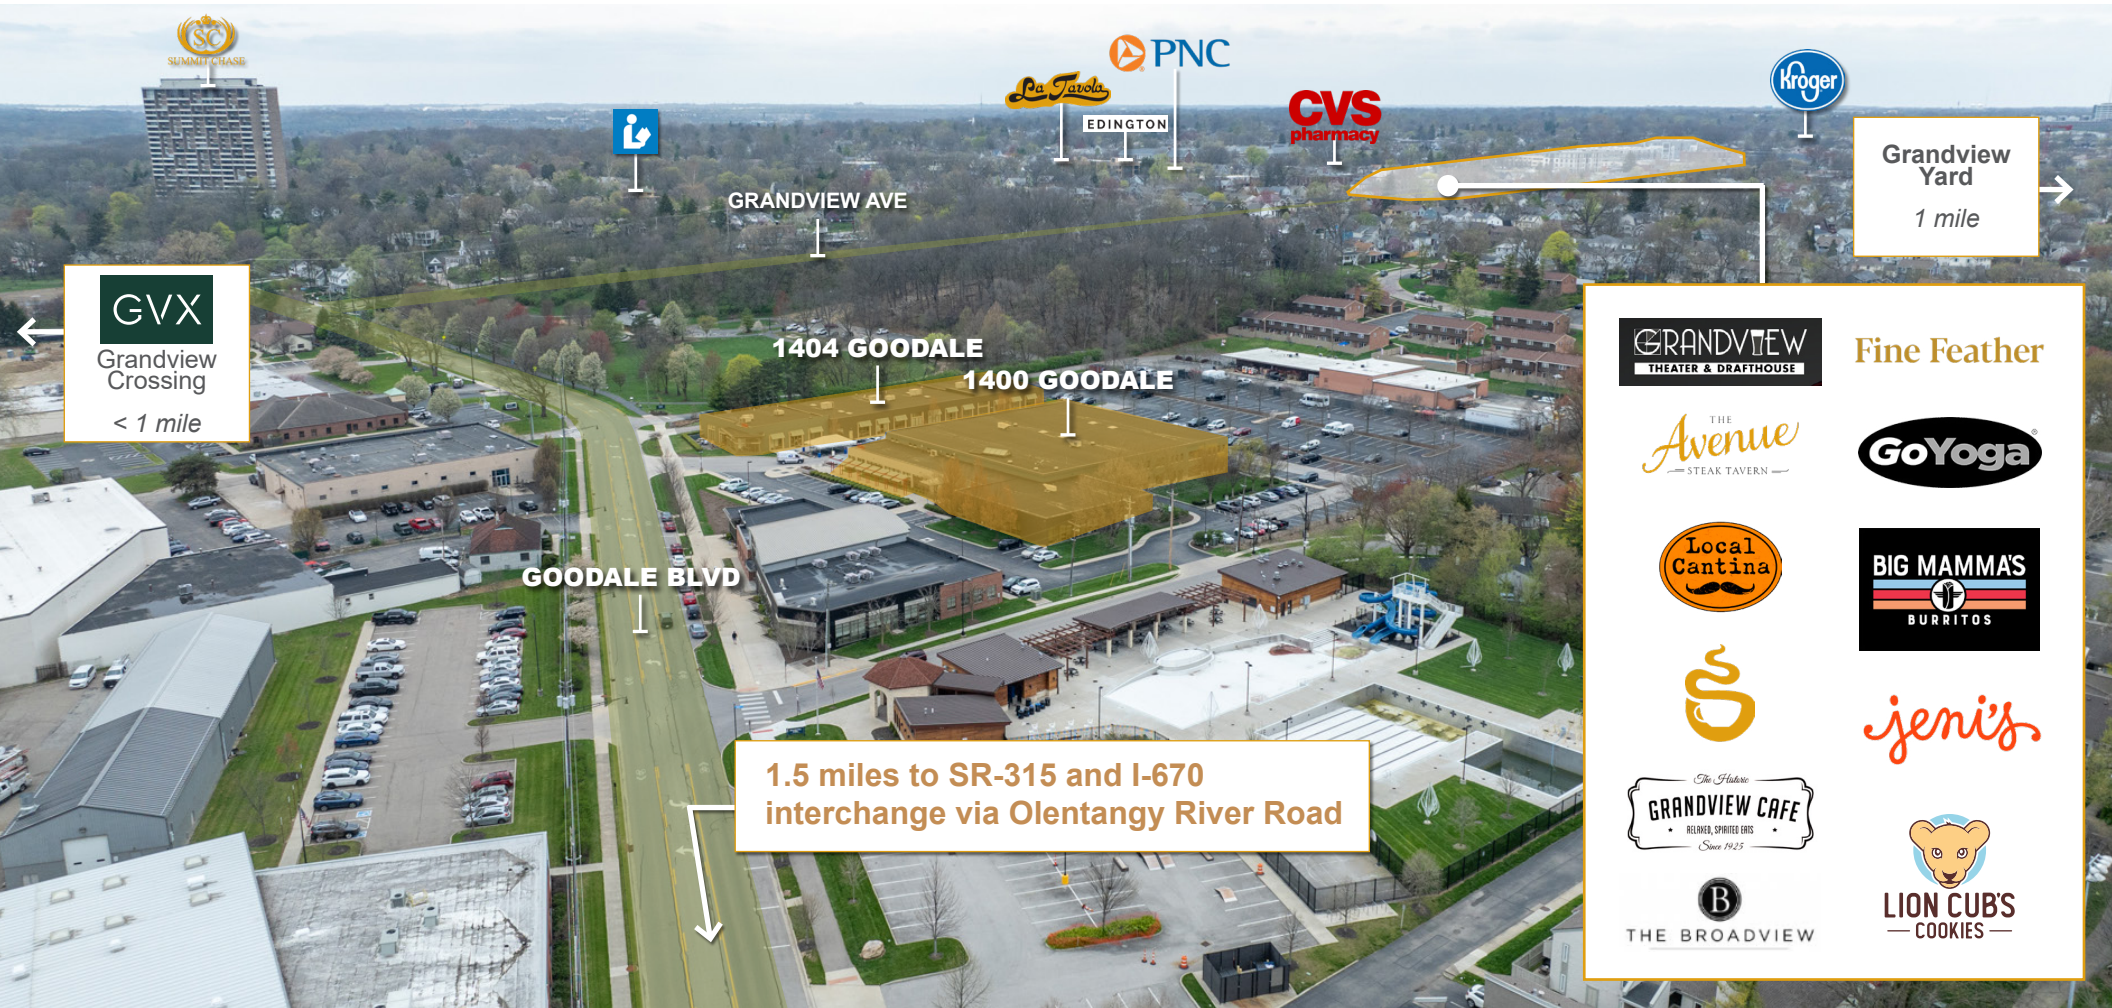 SC
SUMMIT CHASE
La Tavola
EDINGTON
PNC
CVS
pharmacy
Kroger
Grandview
Yard
1 mile
GRANDVIEW AVE
GVX
Grandview
Crossing
< 1 mile
1404 GOODALE
1400 GOODALE
GOODALE BLVD
1.5 miles to SR-315 and I-670
interchange via Olentangy River Road
GRANDVIEW
THEATER & DRAFTHOUSE
Fine Feather
THE
Avenue
STEAK TAVERN
GoYoga®
Local
Cantina
BIG MAMMA'S
BURRITOS
jeni's
The Historic
GRANDVIEW CAFE
RELAXED, SPIRITED EATS
Since 1925
B
THE BROADVIEW
LION CUB'S
COOKIES